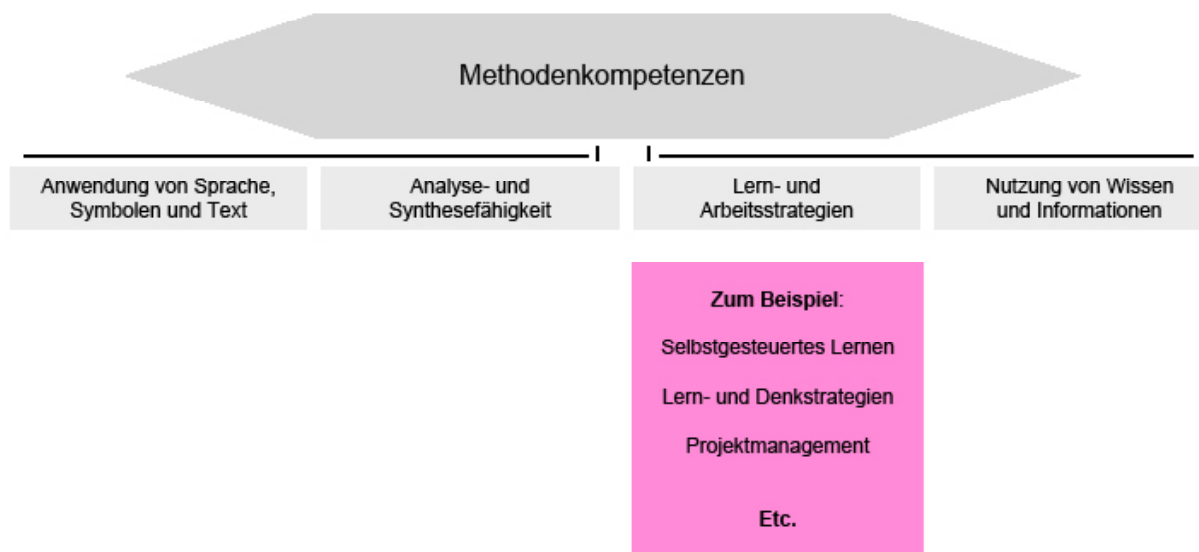 Methodenkompetenzen
Anwendung von Sprache,
Symbolen und Text
Analyse- und
Synthesefähigkeit
Lern- und
Arbeitsstrategien
Nutzung von Wissen
und Informationen
Zum Beispiel:
Selbstgesteuertes Lernen
Lern- und Denkstrategien
Projektmanagement
Etc.